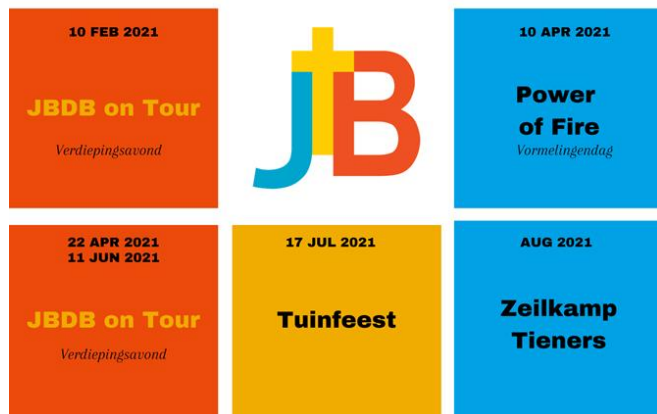 10 FEB 2021
JBDB on Tour
Verdiepingsavond
JtB
10 APR 2021
Power
of Fire
Vormelingendag
22 APR 2021
11 JUN 2021
JBDB on Tour
Verdiepingsavond
17 JUL 2021
Tuinfeest
AUG 2021
Zeilkamp
Tieners